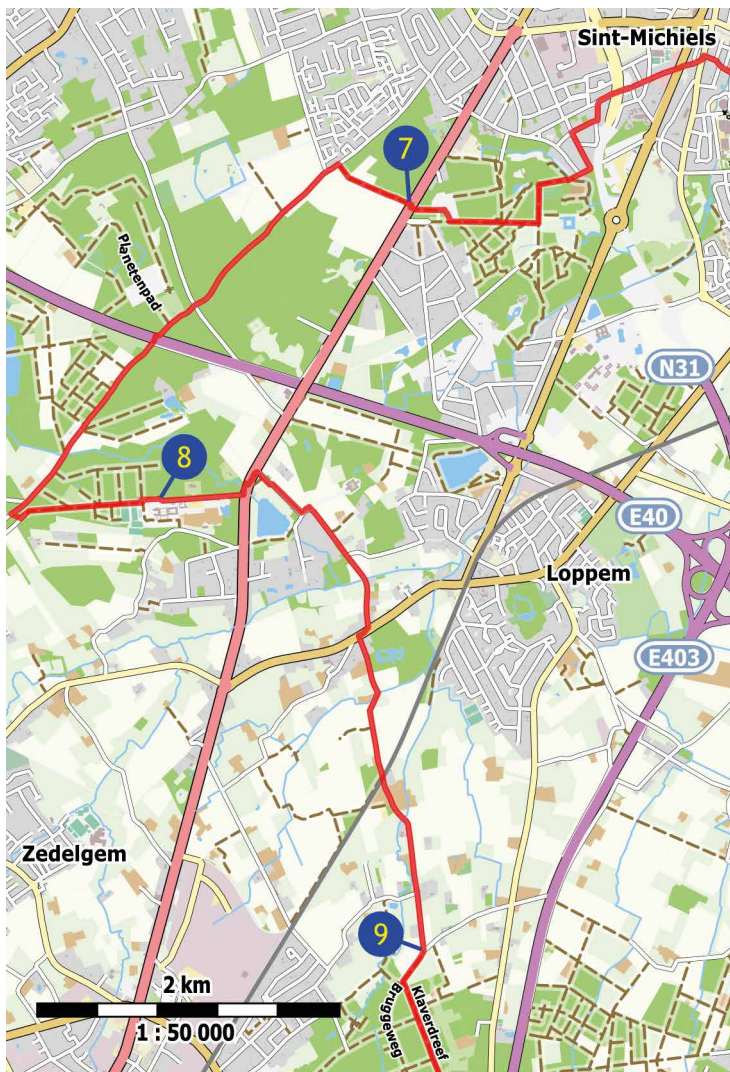 Sint-Michiels
7
Planetenpad
N31
8
E40
Loppem
E403
Zedelgem
9
2 km
1 : 50 000
Klaverdreef
Bruggeweg